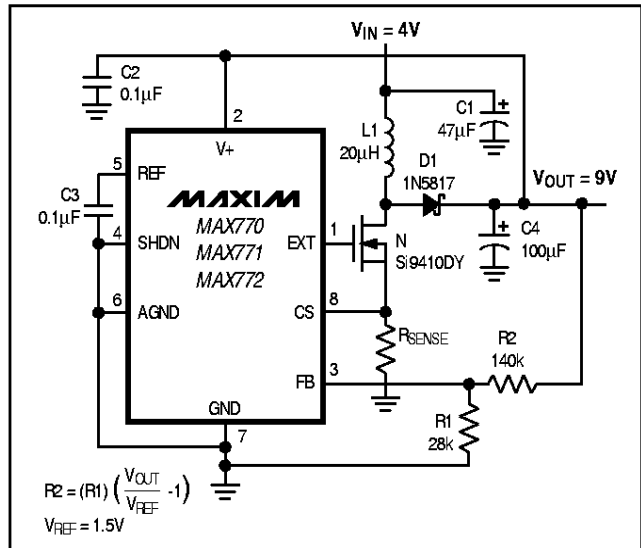 V_IN = 4V
C2
0.1µF
2
C1
47µF
L1
20µH
V+
5
REF
D1
1N5817
V_OUT = 9V
MAXIM
C3
0.1µF
MAX770
4
SHDN
MAX771
EXT
1
N
C4
100µF
MAX772
Si9410DY
6
AGND
CS
8
R_SENSE
R2
140k
FB
3
GND
7
R1
28k
R2 = (R1) (V_OUT/V_REF -1)
V_REF = 1.5V